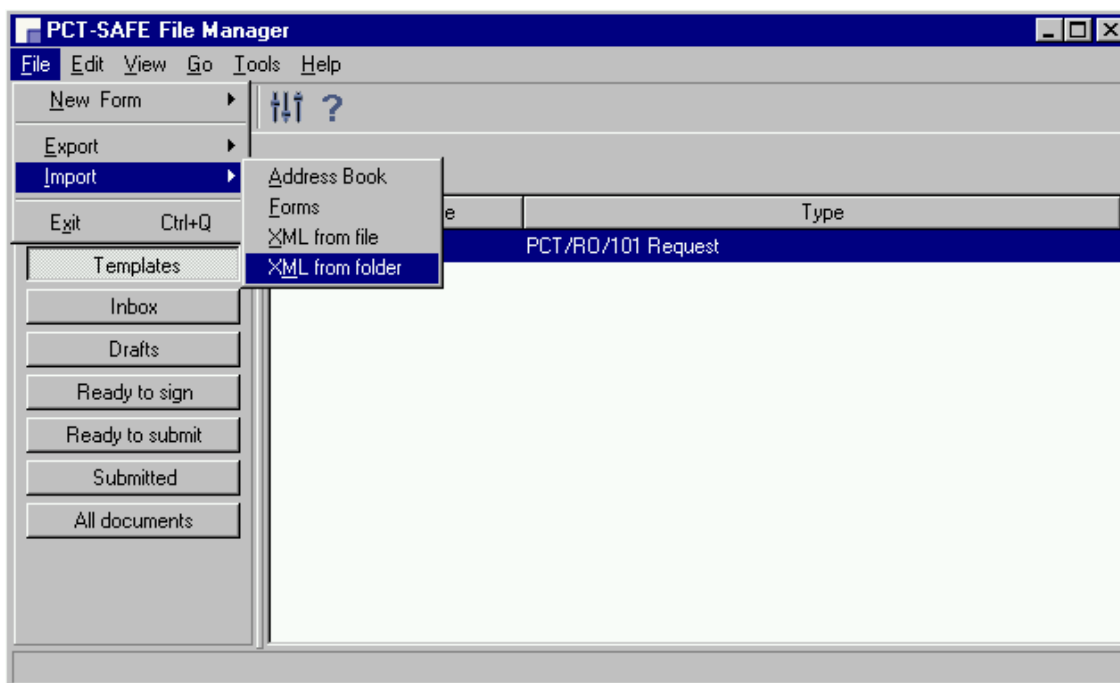 PCT-SAFE File Manager
File Edit View Go Tools Help
New Form
Export
Import
Exit Ctrl+Q
Address Book
Forms
XML from file
XML from folder
e Type
PCT/RO/101 Request
Templates
Inbox
Drafts
Ready to sign
Ready to submit
Submitted
All documents